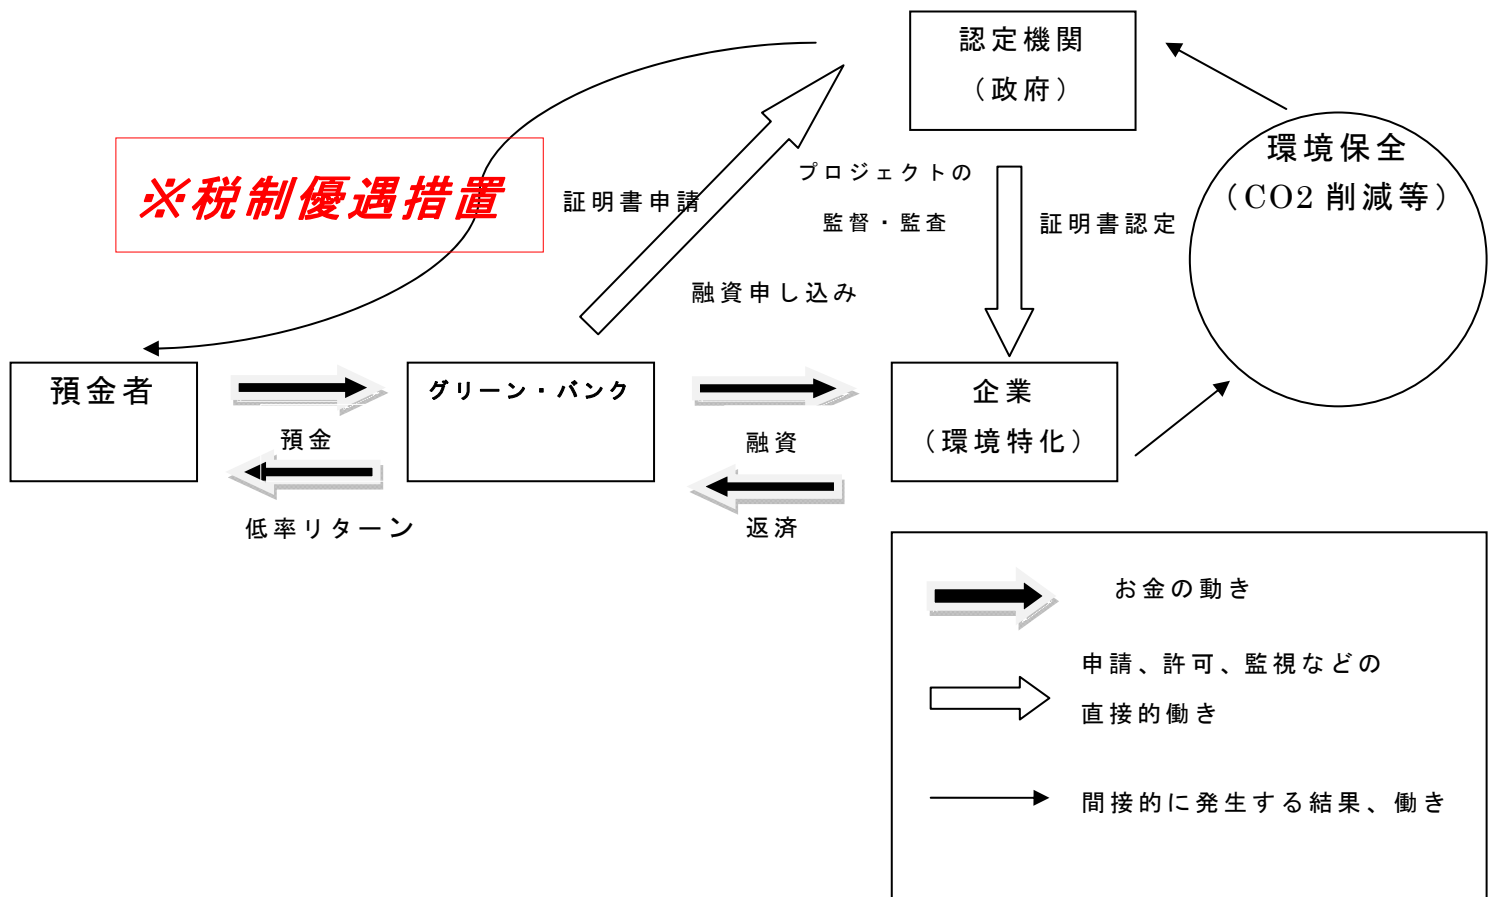 認定機関
（政府）
環境保全
（CO2 削減等）
※税制優遇措置
証明書申請
プロジェクトの
監督・監査
証明書認定
融資申し込み
預金者
グリーン・バンク
企業
（環境特化）
預金
融資
低率リターン
返済
お金の動き
申請、許可、監視などの
直接的働き
間接的に発生する結果、働き